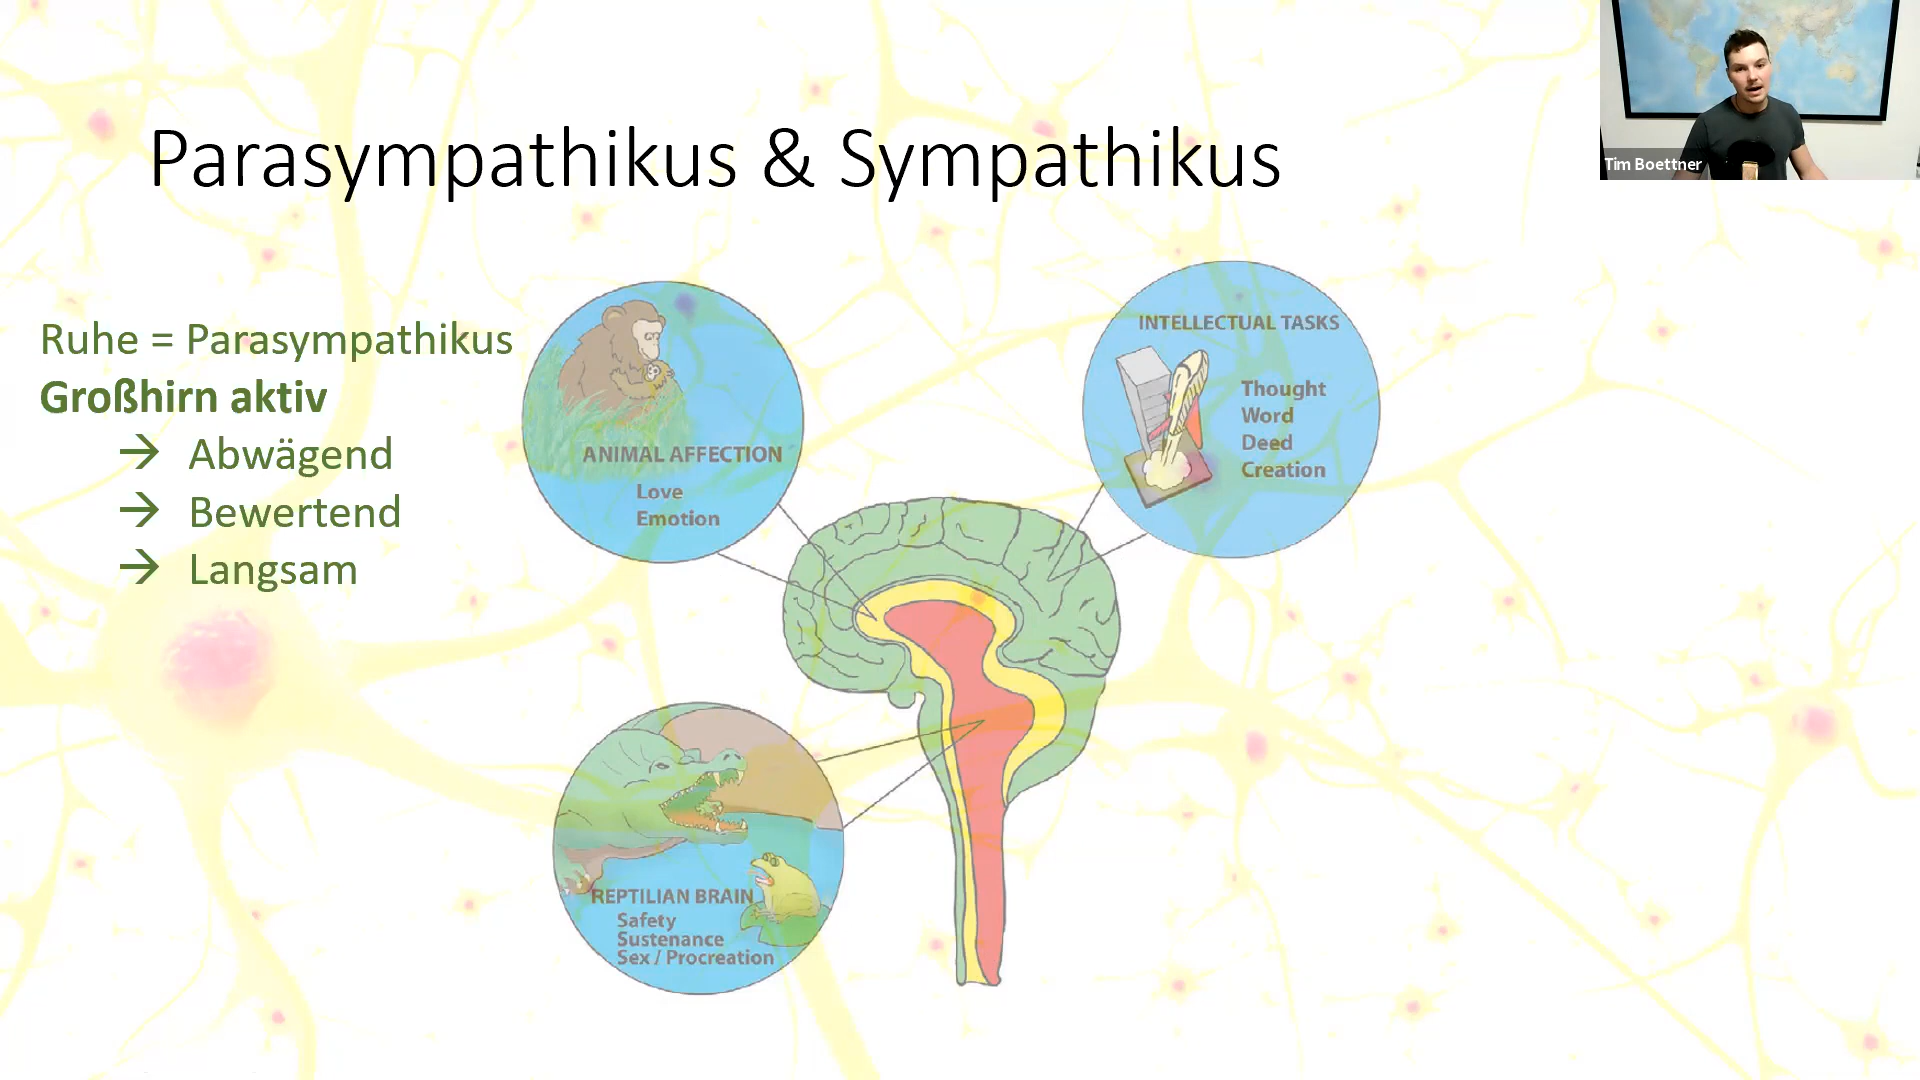 Parasympathikus & Sympathikus
Tim Boettner
Ruhe = Parasympathikus
Großhirn aktiv
→ Abwägend
→ Bewertend
→ Langsam
ANIMAL AFFECTION
Love
Emotion
INTELLECTUAL TASKS
Thought
Word
Deed
Creation
REPTILIAN BRAIN
Safety
Sustenance
Sex / Procreation